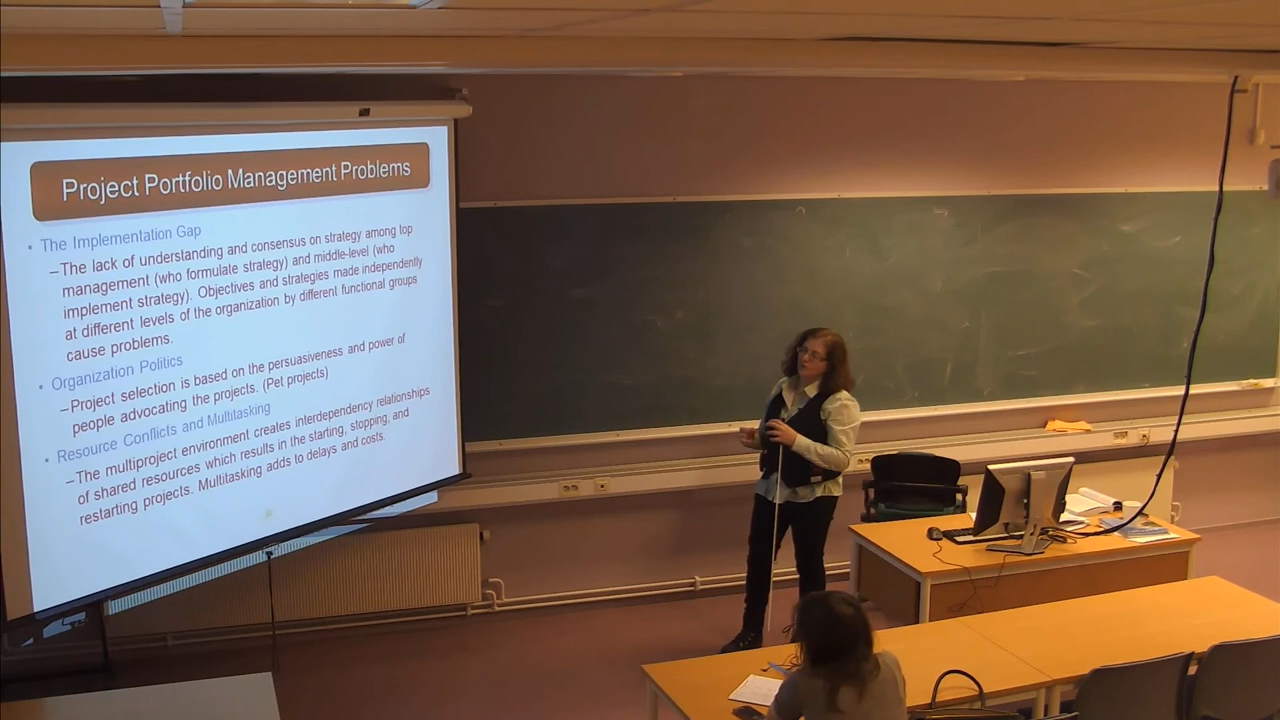 Project Portfolio Management Problems
• The Implementation Gap
–The lack of understanding and consensus on strategy among top
management (who formulate strategy) and middle-level (who
implement strategy). Objectives and strategies made independently
at different levels of the organization by different functional groups
cause problems.
• Organization Politics
–Project selection is based on the persuasiveness and power of
people advocating the projects. (Pet projects)
• Resource Conflicts and Multitasking
–The multiproject environment creates interdependency relationships
of shared resources which results in the starting, stopping, and
restarting projects. Multitasking adds to delays and costs.